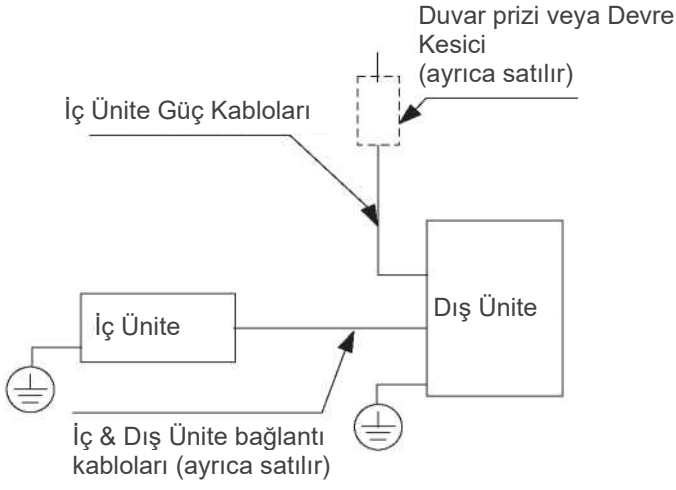 Duvar prizi veya Devre
Kesici
(ayrıca satılır)
İç Ünite Güç Kabloları
Dış Ünite
İç Ünite
İç & Dış Ünite bağlantı
kabloları (ayrıca satılır)